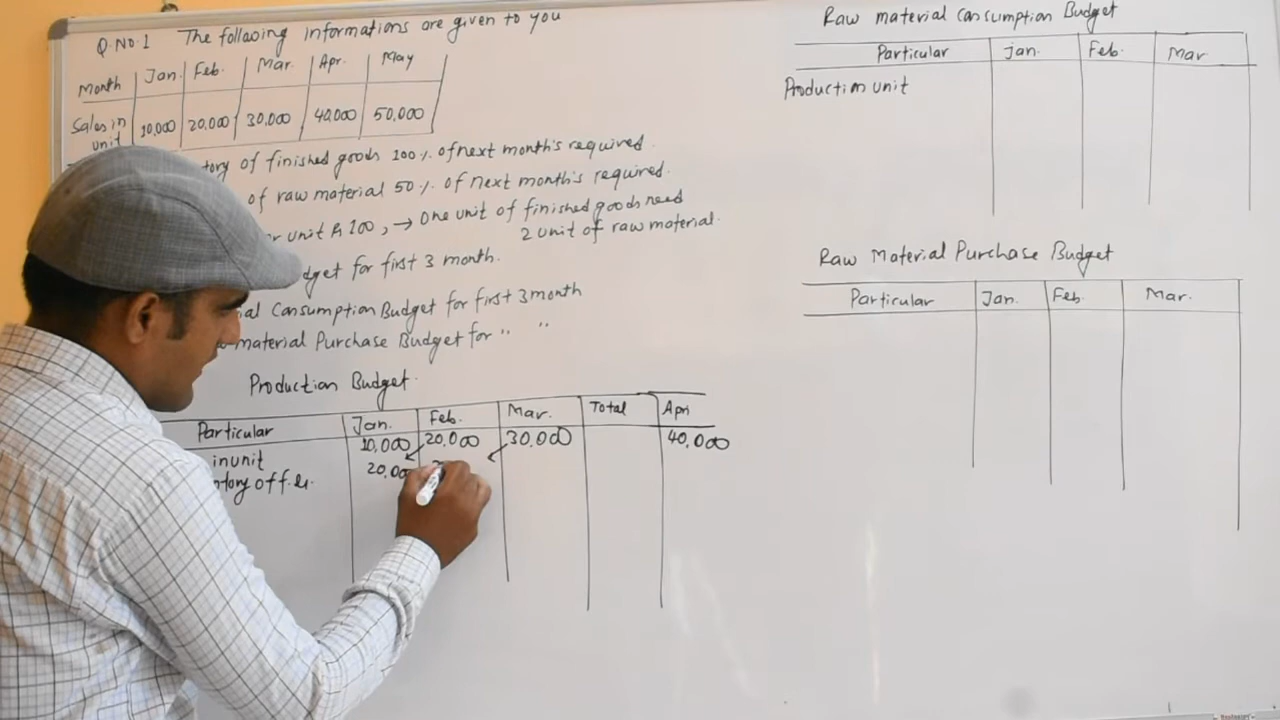 Q.No.1 The following informations are given to you
Month Jan. Feb. Mar. Apr. May
Sales in unit 10,000 20,000 30,000 40,000 50,000
tory of finished goods 100% of next month's required.
of raw material 50% of next month's required.
unit Rs 100, → One unit of finished goods need
2 unit of raw material.
dget for first 3 month.
ial Consumption Budget for first 3 month
material Purchase Budget for " "
Production Budget.
Particular Jan. Feb. Mar. Total Apri
in unit 10,000 20,000 30,000 40,000
ntory of f.
20,00
Raw material Consumption Budget
Particular Jan. Feb. Mar
Production unit
Raw Material Purchase Budget
Particular Jan. Feb. Mar.